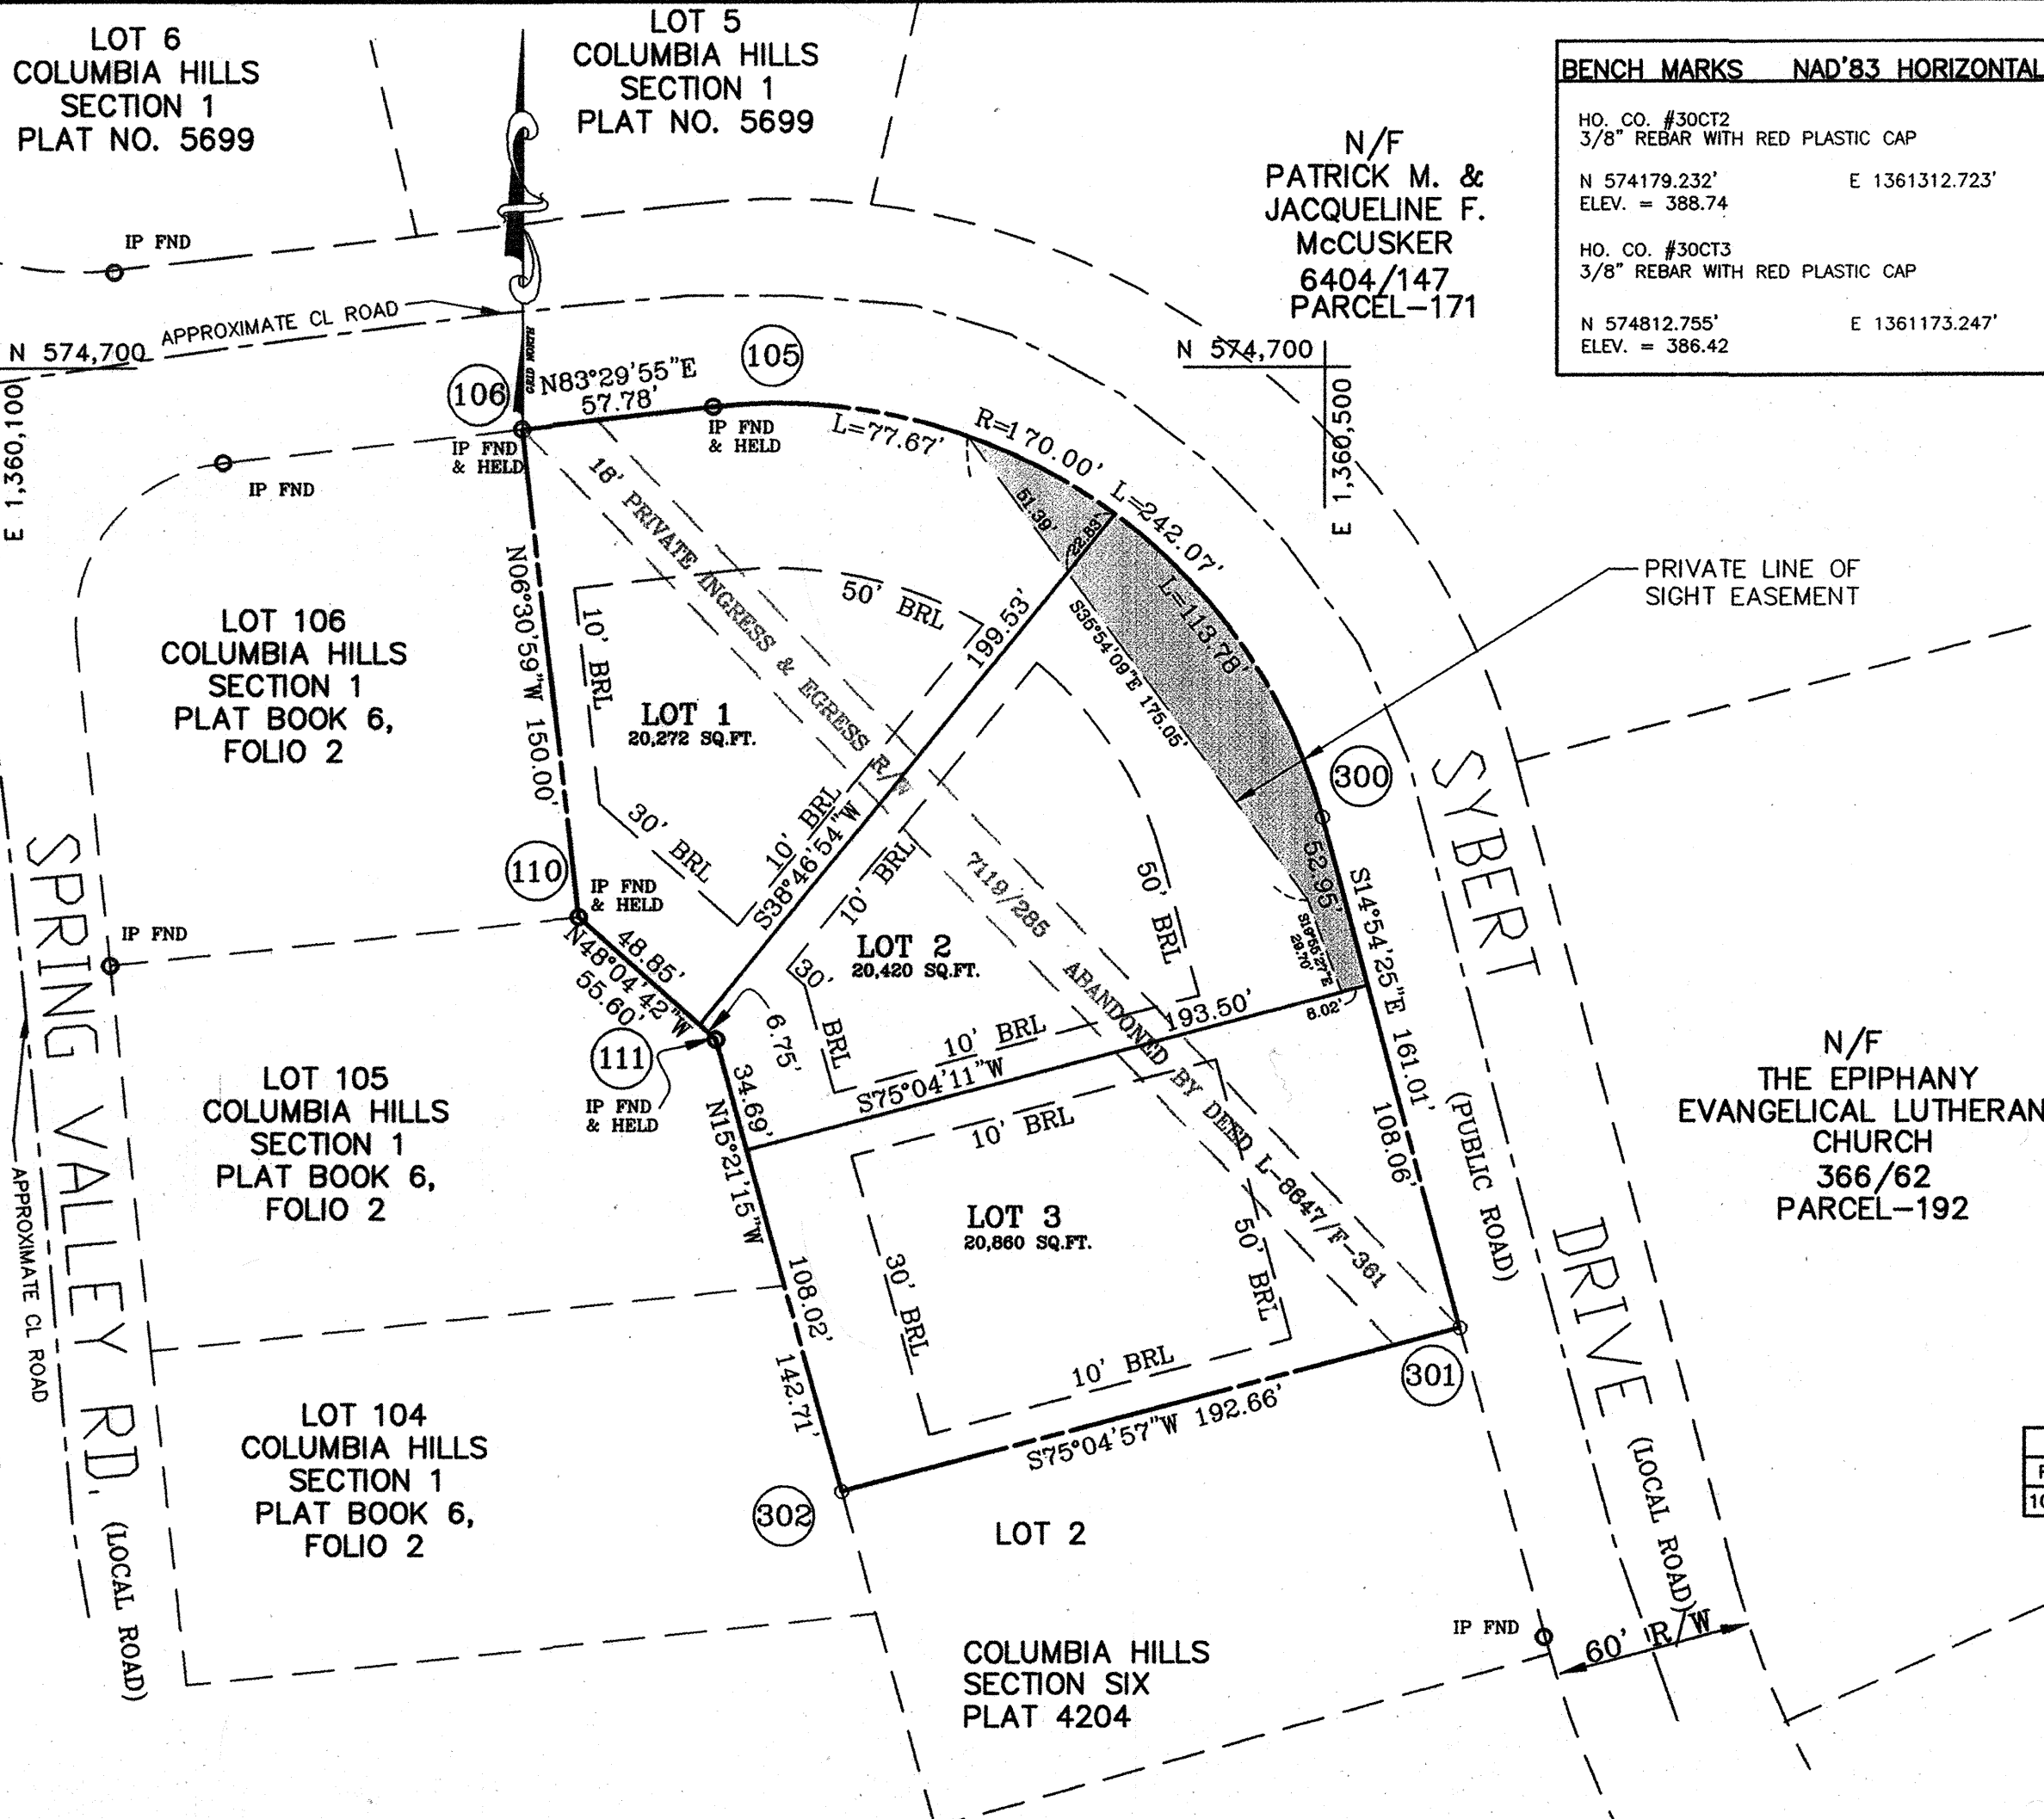 LOT 6
COLUMBIA HILLS
SECTION 1
PLAT NO. 5699
LOT 5
COLUMBIA HILLS
SECTION 1
PLAT NO. 5699
N/F
PATRICK M. &
JACQUELINE F.
McCUSKER
6404/147
PARCEL-171
BENCH MARKS NAD'83 HORIZONTAL
HO. CO. #30CT2
3/8" REBAR WITH RED PLASTIC CAP
N 574179.232' E 1361312.723'
ELEV. = 388.74
HO. CO. #30CT3
3/8" REBAR WITH RED PLASTIC CAP
N 574812.755' E 1361173.247'
ELEV. = 386.42
IP FND
APPROXIMATE CL ROAD
N 574,700
E 1,360,100
GRID NORTH
N 574,700
E 1,360,500
106
N83°29'55"E
57.78'
105
IP FND
& HELD
IP FND
& HELD
IP FND
L=77.67'
R=170.00'
L=242.07'
L=113.78'
51.39'
22.83'
S35°54'09"E 175.05'
18' PRIVATE INGRESS & EGRESS R/W
7119/285
ABANDONED BY DEED L-8647/F-361
PRIVATE LINE OF
SIGHT EASEMENT
N06°30'59"W 150.00'
10' BRL
50' BRL
199.53'
S38°46'54"W
LOT 1
20,272 SQ.FT.
30' BRL
10' BRL
10' BRL
LOT 106
COLUMBIA HILLS
SECTION 1
PLAT BOOK 6,
FOLIO 2
300
52.95'
S14°54'25"E 161.01'
108.06'
50' BRL
110
IP FND
& HELD
48.85'
N48°04'42"W
55.60'
6.75'
111
IP FND
& HELD
LOT 2
20,420 SQ.FT.
30'
BRL
10' BRL
193.50'
S75°04'11"W
29.70'
8.02'
34.69'
N15°21'15"W
108.02'
142.71'
10' BRL
LOT 3
20,860 SQ.FT.
30' BRL
50' BRL
10' BRL
S75°04'57"W 192.66'
301
302
IP FND
SPRING VALLEY RD. (LOCAL ROAD)
APPROXIMATE CL ROAD
LOT 105
COLUMBIA HILLS
SECTION 1
PLAT BOOK 6,
FOLIO 2
LOT 104
COLUMBIA HILLS
SECTION 1
PLAT BOOK 6,
FOLIO 2
SYBERT DRIVE
(PUBLIC ROAD)
(LOCAL ROAD)
N/F
THE EPIPHANY
EVANGELICAL LUTHERAN
CHURCH
366/62
PARCEL-192
LOT 2
COLUMBIA HILLS
SECTION SIX
PLAT 4204
IP FND
60' R/W